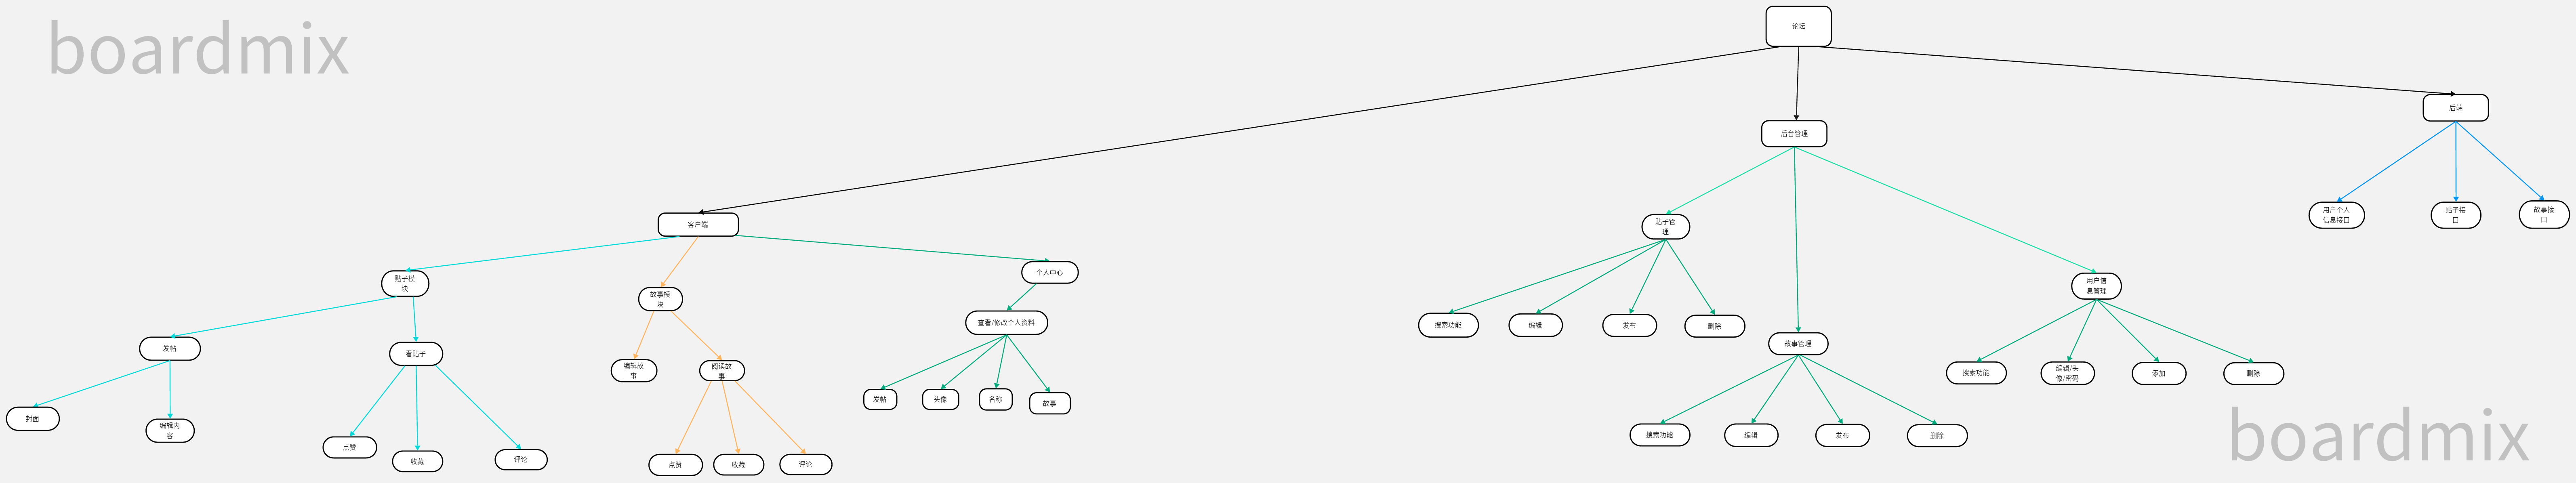 boardmix
论坛
后端
后台管理
用户个人
信息接口
贴子接
口
故事接
口
客户端
贴子管
理
贴子模
块
故事模
块
个人中心
用户信
息管理
发帖
看贴子
查看/修改个人资料
搜索功能
编辑
发布
删除
故事管理
编辑故
事
阅读故
事
搜索功能
编辑/头
像/密码
添加
删除
发帖
头像
名称
故事
封面
编辑内
容
点赞
收藏
评论
点赞
收藏
评论
搜索功能
编辑
发布
删除
boardmix